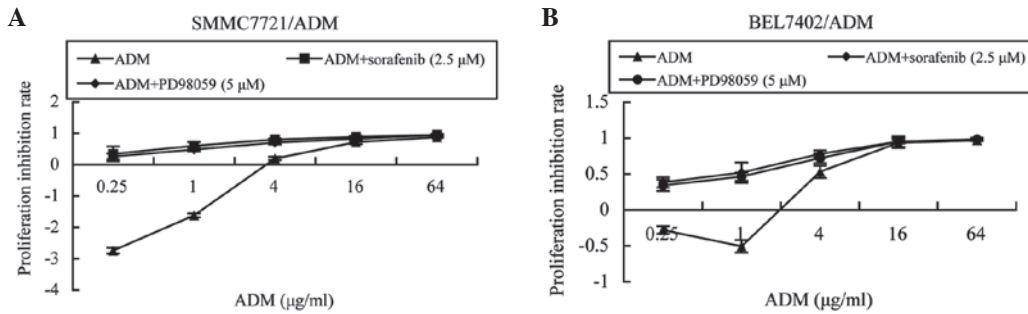 A
SMMC7721/ADM
ADM
ADM+sorafenib (2.5 μM)
ADM+PD98059 (5 μM)
Proliferation inhibition rate
2
1
0
-1
-2
-3
-4
0.25 1 4 16 64
ADM (μg/ml)
B
BEL7402/ADM
ADM
ADM+sorafenib (2.5 μM)
ADM+PD98059 (5 μM)
Proliferation inhibition rate
1.5
1
0.5
0
-0.5
-1
0.25 1 4 16 64
ADM (μg/ml)